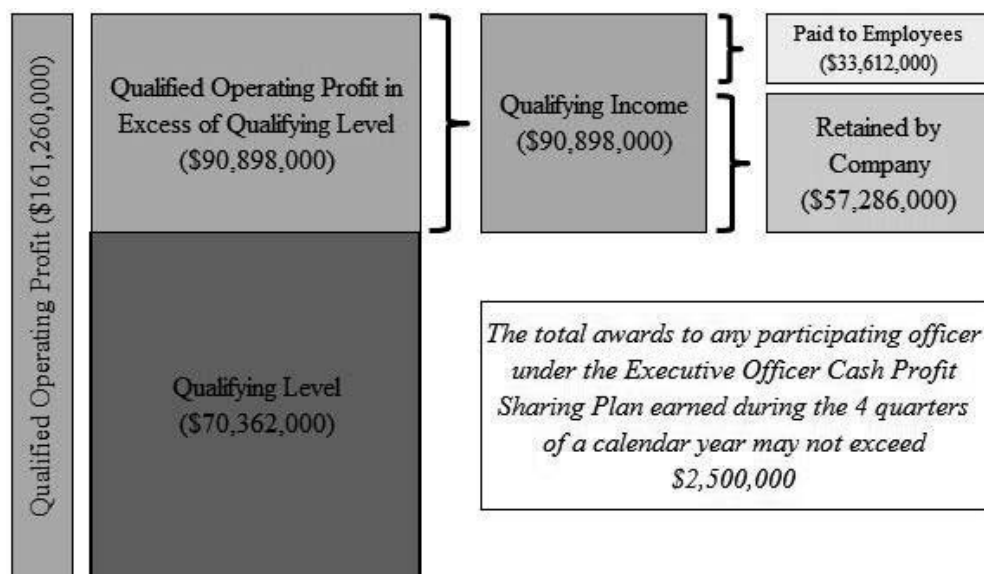 Qualified Operating Profit ($161,260,000)
Qualified Operating Profit in
Excess of Qualifying Level
($90,898,000)
Qualifying Level
($70,362,000)
Qualifying Income
($90,898,000)
Paid to Employees
($33,612,000)
Retained by
Company
($57,286,000)
The total awards to any participating officer
under the Executive Officer Cash Profit
Sharing Plan earned during the 4 quarters
of a calendar year may not exceed
$2,500,000